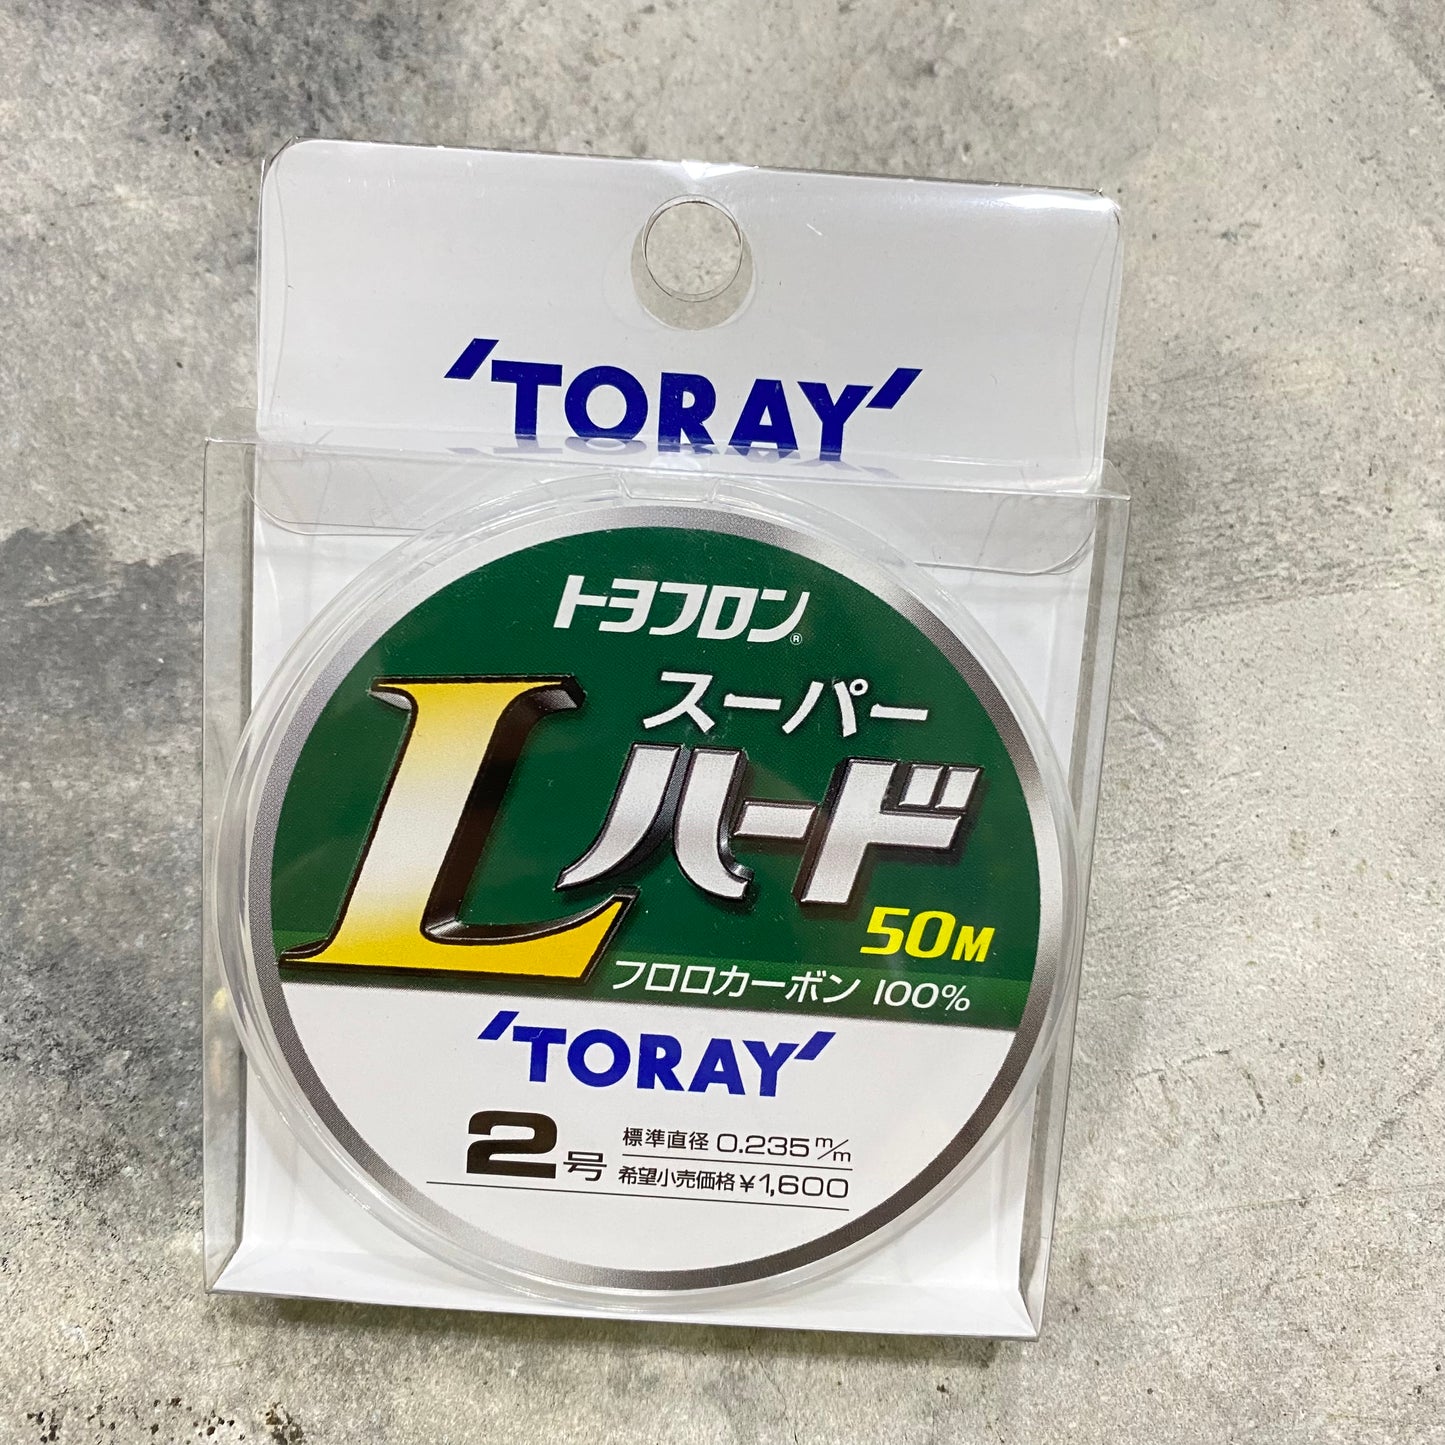 'TORAY'
トヨフロン®
スーパー
Lハード
50M
フロロカーボン 100%
'TORAY'
2号 標準直径 0.235m/m
希望小売価格¥1,600